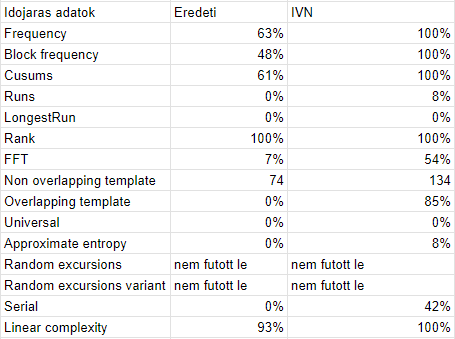 Idojaras adatok Eredeti IVN
Frequency 63% 100%
Block frequency 48% 100%
Cusums 61% 100%
Runs 0% 8%
LongestRun 0% 0%
Rank 100% 100%
FFT 7% 54%
Non overlapping template 74 134
Overlapping template 0% 85%
Universal 0% 0%
Approximate entropy 0% 8%
Random excursions nem futott le nem futott le
Random excursions variant nem futott le nem futott le
Serial 0% 42%
Linear complexity 93% 100%